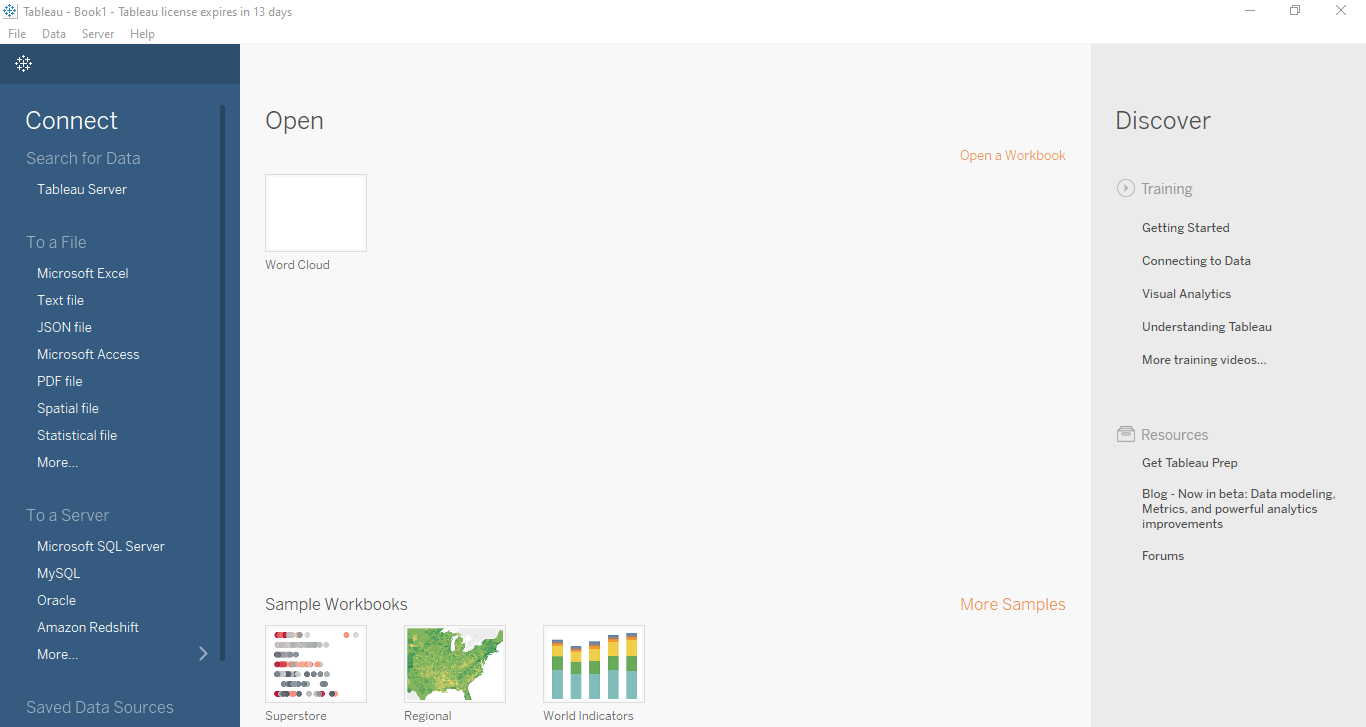 Tableau - Book1 - Tableau license expires in 13 days
File Data Server Help
Connect
Search for Data
Tableau Server
To a File
Microsoft Excel
Text file
JSON file
Microsoft Access
PDF file
Spatial file
Statistical file
More...
To a Server
Microsoft SQL Server
MySQL
Oracle
Amazon Redshift
More...
Saved Data Sources
Open
Open a Workbook
Word Cloud
Sample Workbooks
More Samples
Superstore
Regional
World Indicators
Discover
Training
Getting Started
Connecting to Data
Visual Analytics
Understanding Tableau
More training videos...
Resources
Get Tableau Prep
Blog - Now in beta: Data modeling,
Metrics, and powerful analytics
improvements
Forums